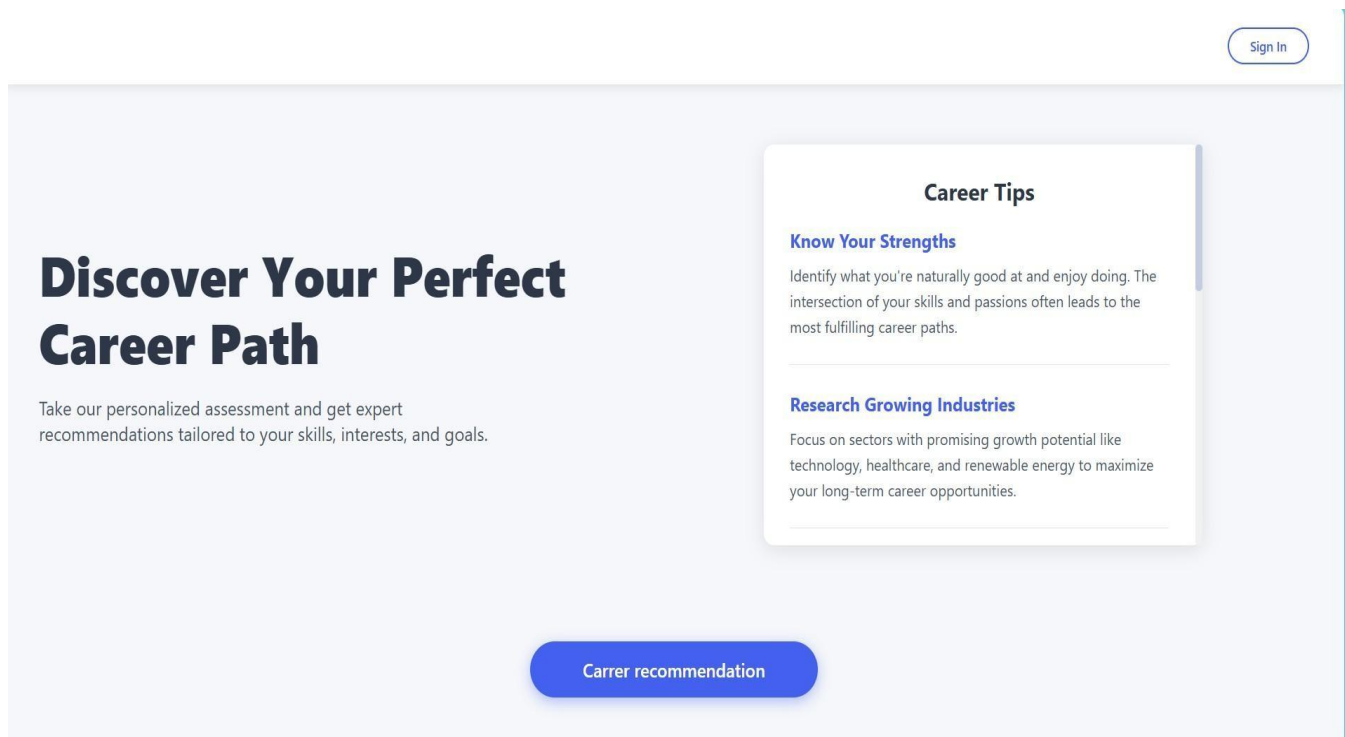 Sign In
Discover Your Perfect
Career Path
Take our personalized assessment and get expert
recommendations tailored to your skills, interests, and goals.
Career Tips
Know Your Strengths
Identify what you're naturally good at and enjoy doing. The
intersection of your skills and passions often leads to the
most fulfilling career paths.
Research Growing Industries
Focus on sectors with promising growth potential like
technology, healthcare, and renewable energy to maximize
your long-term career opportunities.
Carrer recommendation